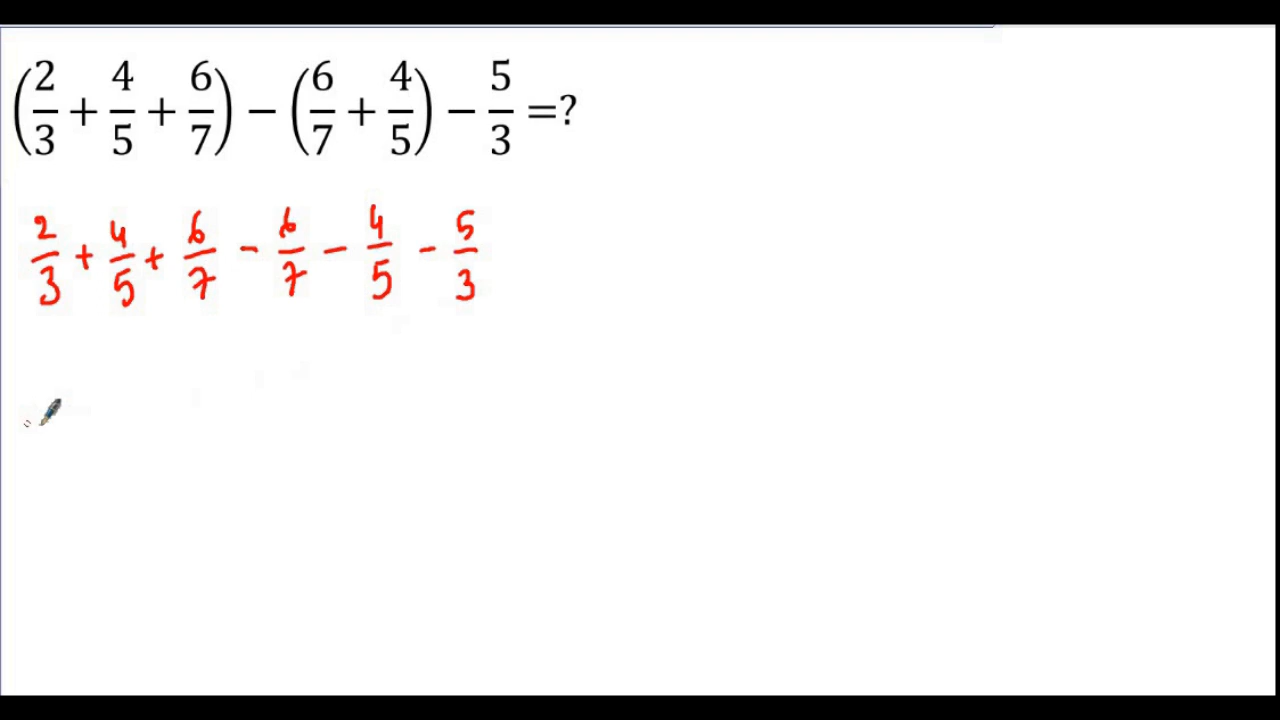 (2/3 + 4/5 + 6/7) − (6/7 + 4/5) − 5/3 =?
2/3 + 4/5 + 6/7 - 6/7 - 4/5 - 5/3